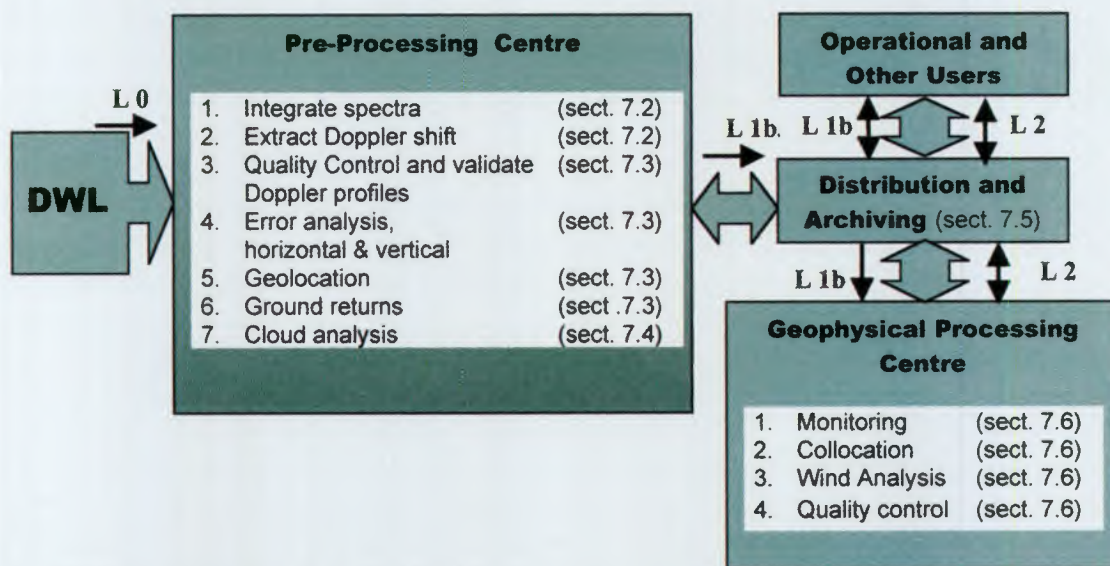 L 0
DWL
Pre-Processing Centre
1. Integrate spectra (sect. 7.2)
2. Extract Doppler shift (sect. 7.2)
3. Quality Control and validate (sect. 7.3)
Doppler profiles
4. Error analysis, (sect. 7.3)
horizontal & vertical
5. Geolocation (sect. 7.3)
6. Ground returns (sect .7.3)
7. Cloud analysis (sect. 7.4)
L 1b.
Operational and
Other Users
L 1b
L 2
Distribution and
Archiving (sect. 7.5)
L 1b
L 2
Geophysical Processing
Centre
1. Monitoring (sect. 7.6)
2. Collocation (sect. 7.6)
3. Wind Analysis (sect. 7.6)
4. Quality control (sect. 7.6)